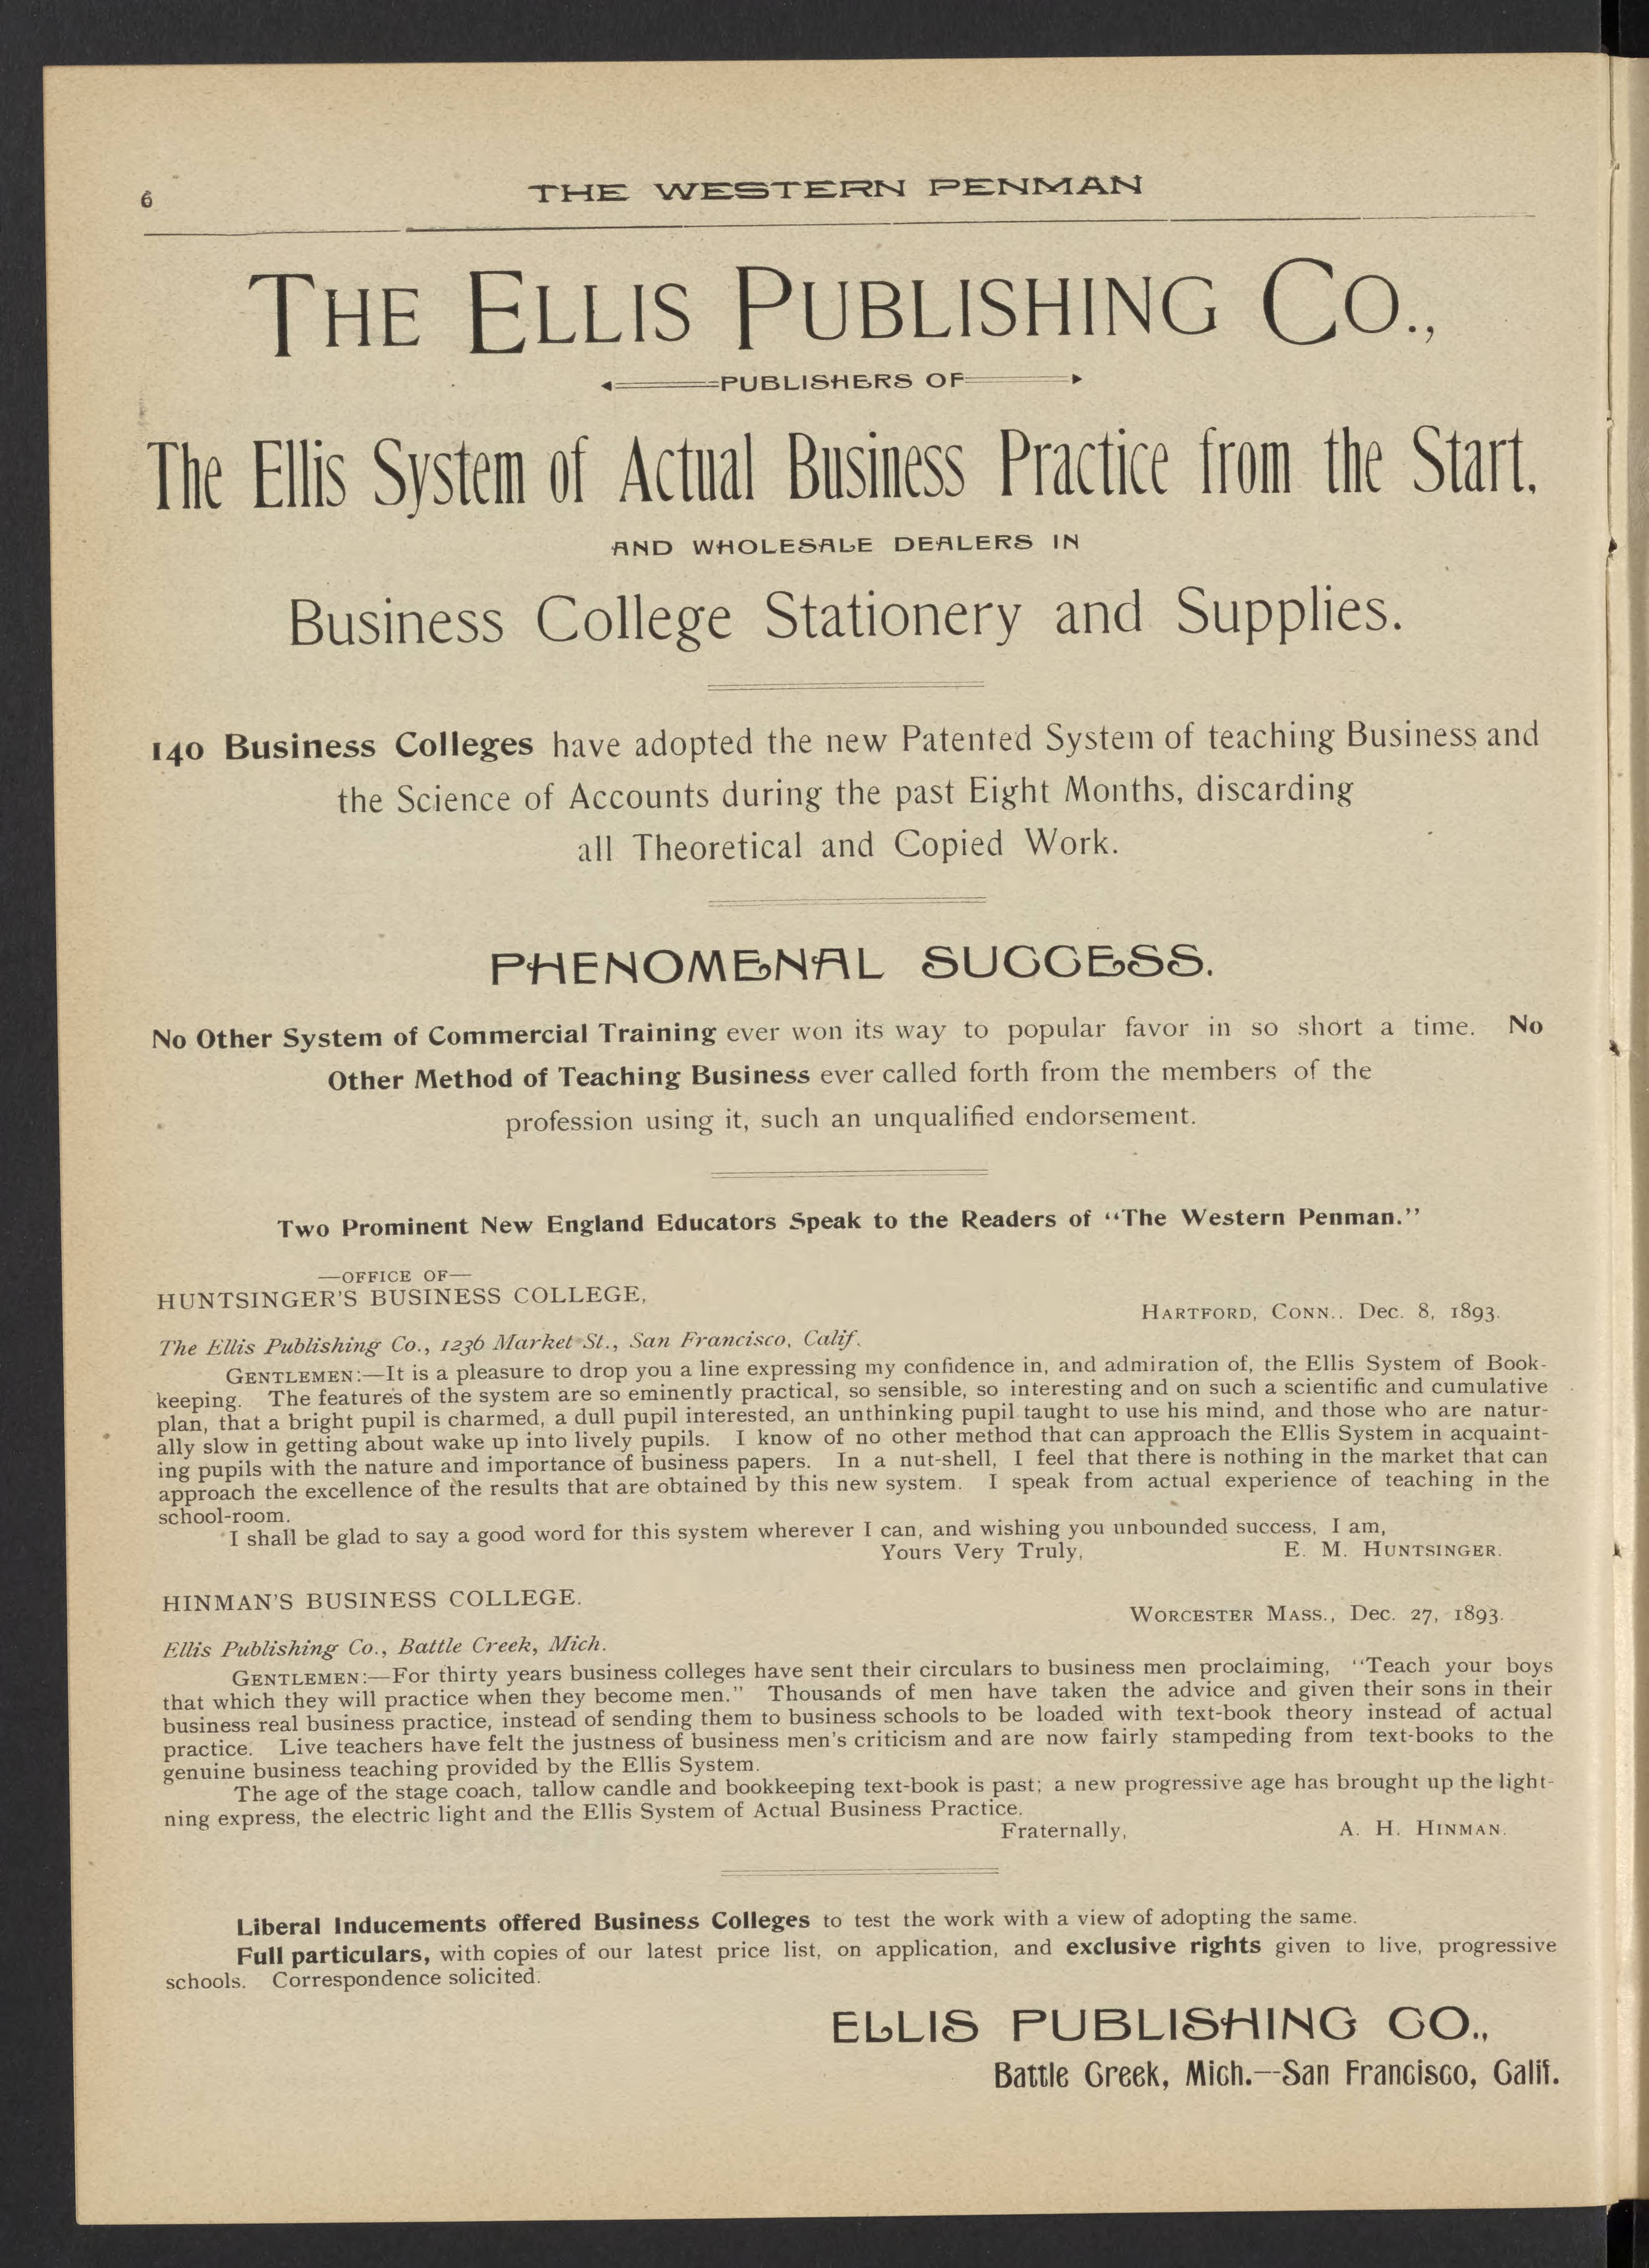 6
THE WESTERN PENMAN
THE ELLIS PUBLISHING CO.,
PUBLISHERS OF
The Ellis System of Actual Business Practice from the Start,
AND WHOLESALE DEALERS IN
Business College Stationery and Supplies.
140 Business Colleges have adopted the new Patented System of teaching Business and
the Science of Accounts during the past Eight Months, discarding
all Theoretical and Copied Work.
PHENOMENAL SUCCESS.
No Other System of Commercial Training ever won its way to popular favor in so short a time. No
Other Method of Teaching Business ever called forth from the members of the
profession using it, such an unqualified endorsement.
Two Prominent New England Educators Speak to the Readers of "The Western Penman."
—OFFICE OF—
HUNTSINGER'S BUSINESS COLLEGE,
HARTFORD, CONN.. Dec. 8, 1893.
The Ellis Publishing Co., 1236 Market St., San Francisco, Calif.
GENTLEMEN:—It is a pleasure to drop you a line expressing my confidence in, and admiration of, the Ellis System of Book-
keeping. The features of the system are so eminently practical, so sensible, so interesting and on such a scientific and cumulative
plan, that a bright pupil is charmed, a dull pupil interested, an unthinking pupil taught to use his mind, and those who are natur-
ally slow in getting about wake up into lively pupils. I know of no other method that can approach the Ellis System in acquaint-
ing pupils with the nature and importance of business papers. In a nut-shell, I feel that there is nothing in the market that can
approach the excellence of the results that are obtained by this new system. I speak from actual experience of teaching in the
school-room.
I shall be glad to say a good word for this system wherever I can, and wishing you unbounded success, I am,
Yours Very Truly, E. M. HUNTSINGER.
HINMAN'S BUSINESS COLLEGE.
WORCESTER MASS., Dec. 27, 1893.
Ellis Publishing Co., Battle Creek, Mich.
GENTLEMEN:—For thirty years business colleges have sent their circulars to business men proclaiming, "Teach your boys
that which they will practice when they become men." Thousands of men have taken the advice and given their sons in their
business real business practice, instead of sending them to business schools to be loaded with text-book theory instead of actual
practice. Live teachers have felt the justness of business men's criticism and are now fairly stampeding from text-books to the
genuine business teaching provided by the Ellis System.
The age of the stage coach, tallow candle and bookkeeping text-book is past; a new progressive age has brought up the light-
ning express, the electric light and the Ellis System of Actual Business Practice.
Fraternally, A. H. HINMAN.
Liberal Inducements offered Business Colleges to test the work with a view of adopting the same.
Full particulars, with copies of our latest price list, on application, and exclusive rights given to live, progressive
schools. Correspondence solicited.
ELLIS PUBLISHING CO.,
Battle Creek, Mich.—San Francisco, Calif.